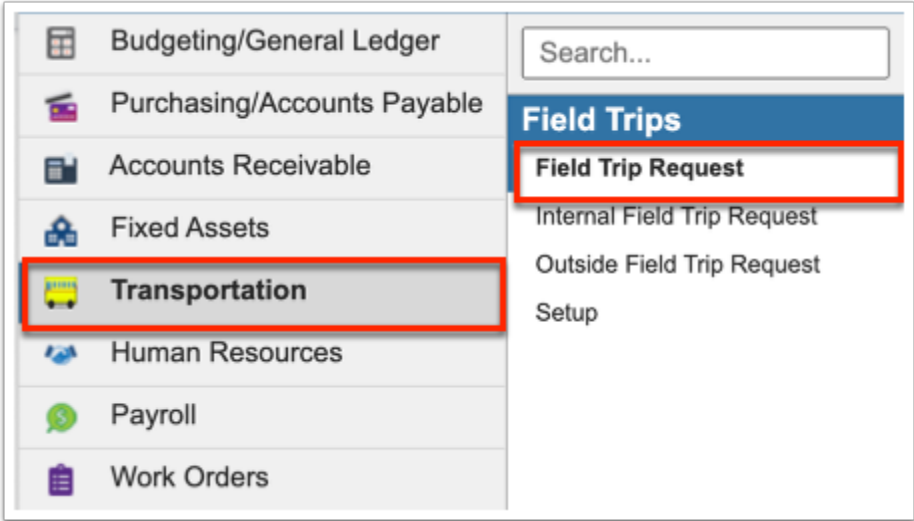 Budgeting/General Ledger
Purchasing/Accounts Payable
Accounts Receivable
Fixed Assets
Transportation
Human Resources
Payroll
Work Orders
Search...
Field Trips
Field Trip Request
Internal Field Trip Request
Outside Field Trip Request
Setup